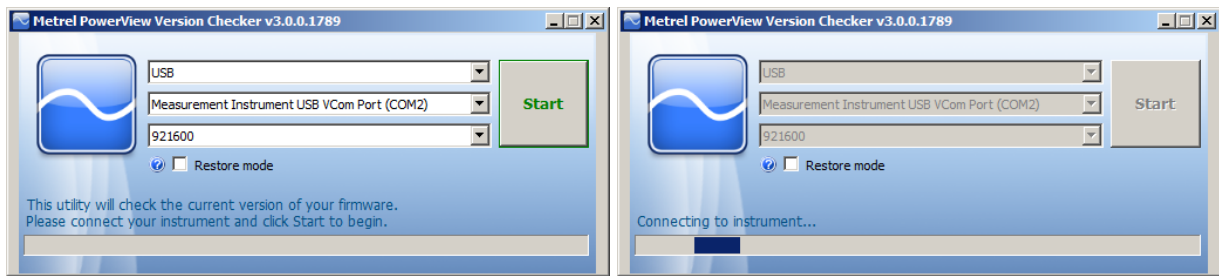 Metrel PowerView Version Checker v3.0.0.1789
USB
Measurement Instrument USB VCom Port (COM2)
Start
921600
Restore mode
This utility will check the current version of your firmware.
Please connect your instrument and click Start to begin.
Metrel PowerView Version Checker v3.0.0.1789
USB
Measurement Instrument USB VCom Port (COM2)
Start
921600
Restore mode
Connecting to instrument...